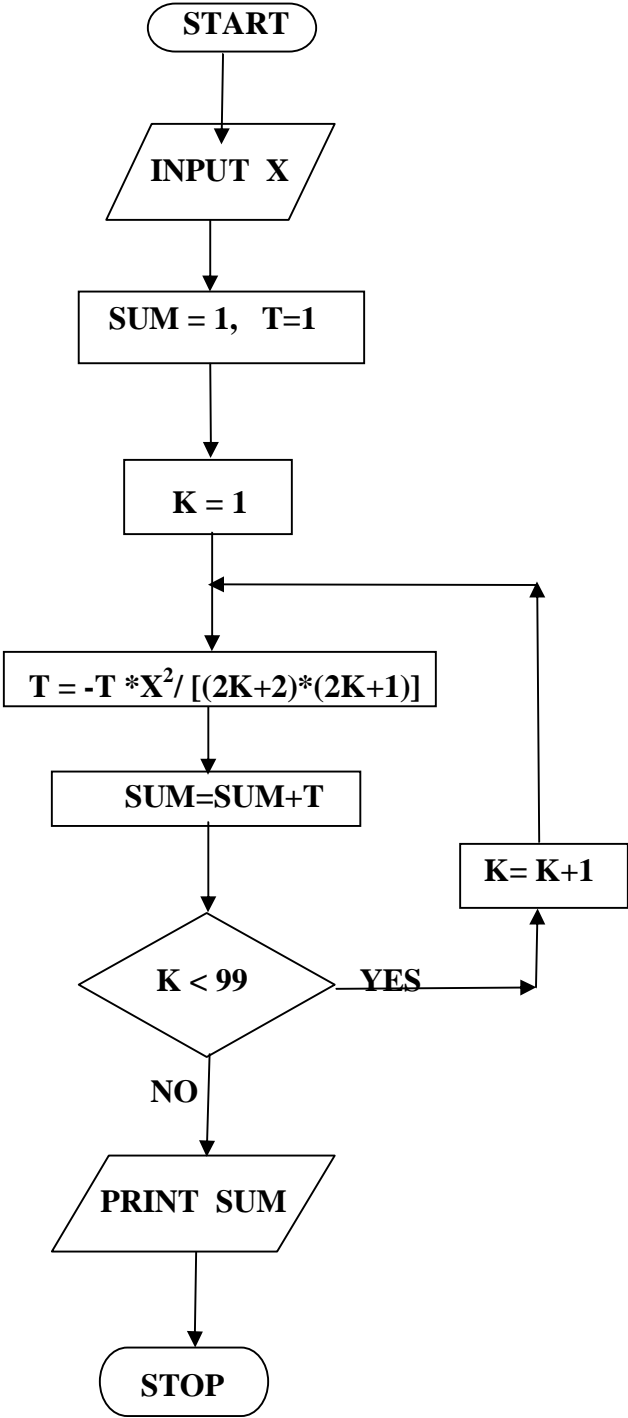 START
INPUT X
SUM = 1, T=1
K = 1
T = -T *X²/ [(2K+2)*(2K+1)]
SUM=SUM+T
K= K+1
K < 99
YES
NO
PRINT SUM
STOP